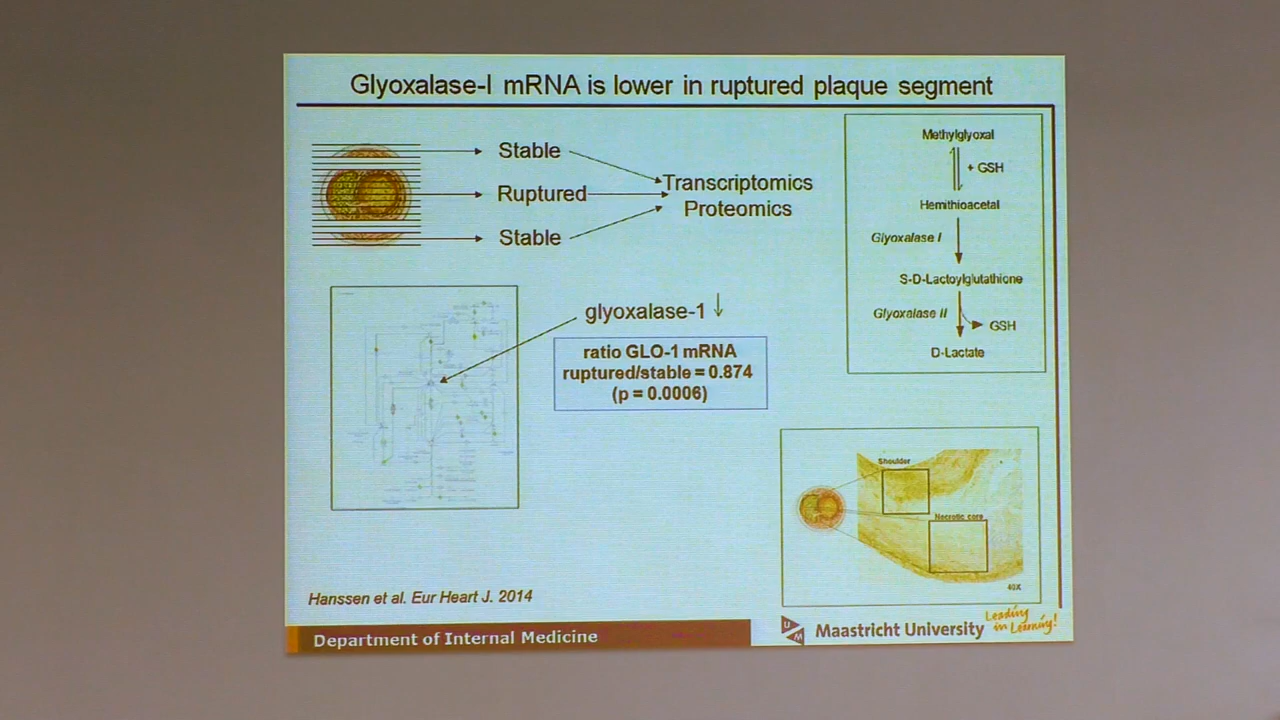 Glyoxalase-I mRNA is lower in ruptured plaque segment
Stable
Ruptured
Stable
Transcriptomics
Proteomics
Methylglyoxal
+ GSH
Hemithioacetal
Glyoxalase I
S-D-Lactoylglutathione
Glyoxalase II
GSH
D-Lactate
glyoxalase-1 ↓
ratio GLO-1 mRNA
ruptured/stable = 0.874
(p = 0.0006)
Shoulder
Necrotic core
40X
Hanssen et al. Eur Heart J. 2014
Department of Internal Medicine
UM
Maastricht University
Leading
in Learning!